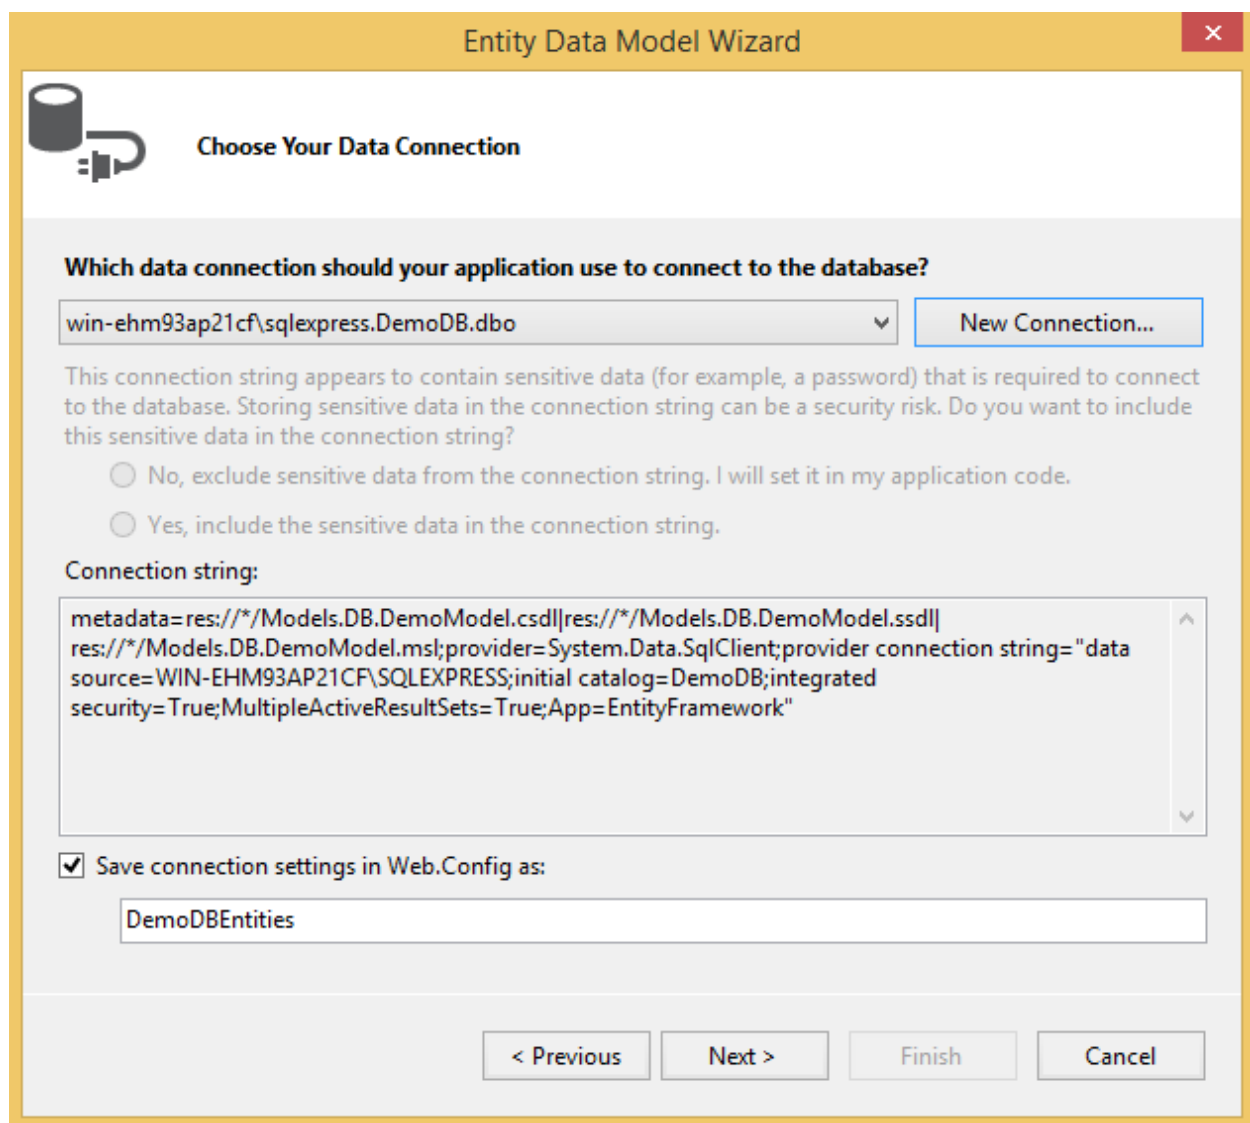 Entity Data Model Wizard
Choose Your Data Connection
Which data connection should your application use to connect to the database?
win-ehm93ap21cf\sqlexpress.DemoDB.dbo
New Connection...
This connection string appears to contain sensitive data (for example, a password) that is required to connect
to the database. Storing sensitive data in the connection string can be a security risk. Do you want to include
this sensitive data in the connection string?
No, exclude sensitive data from the connection string. I will set it in my application code.
Yes, include the sensitive data in the connection string.
Connection string:
metadata=res://*/Models.DB.DemoModel.csdl|res://*/Models.DB.DemoModel.ssdl|
res://*/Models.DB.DemoModel.msl;provider=System.Data.SqlClient;provider connection string="data
source=WIN-EHM93AP21CF\SQLEXPRESS;initial catalog=DemoDB;integrated
security=True;MultipleActiveResultSets=True;App=EntityFramework"
Save connection settings in Web.Config as:
DemoDBEntities
< Previous
Next >
Finish
Cancel